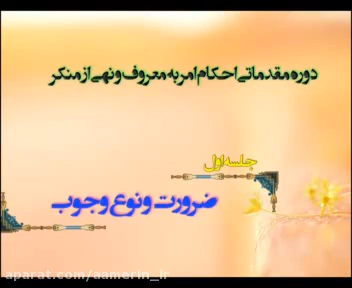 دوره مقدماتی احکام امر به معروف و نهی از منکر
جلسه اول
ضرورت و نوع وجوب
aparat.com/aamerin_ir